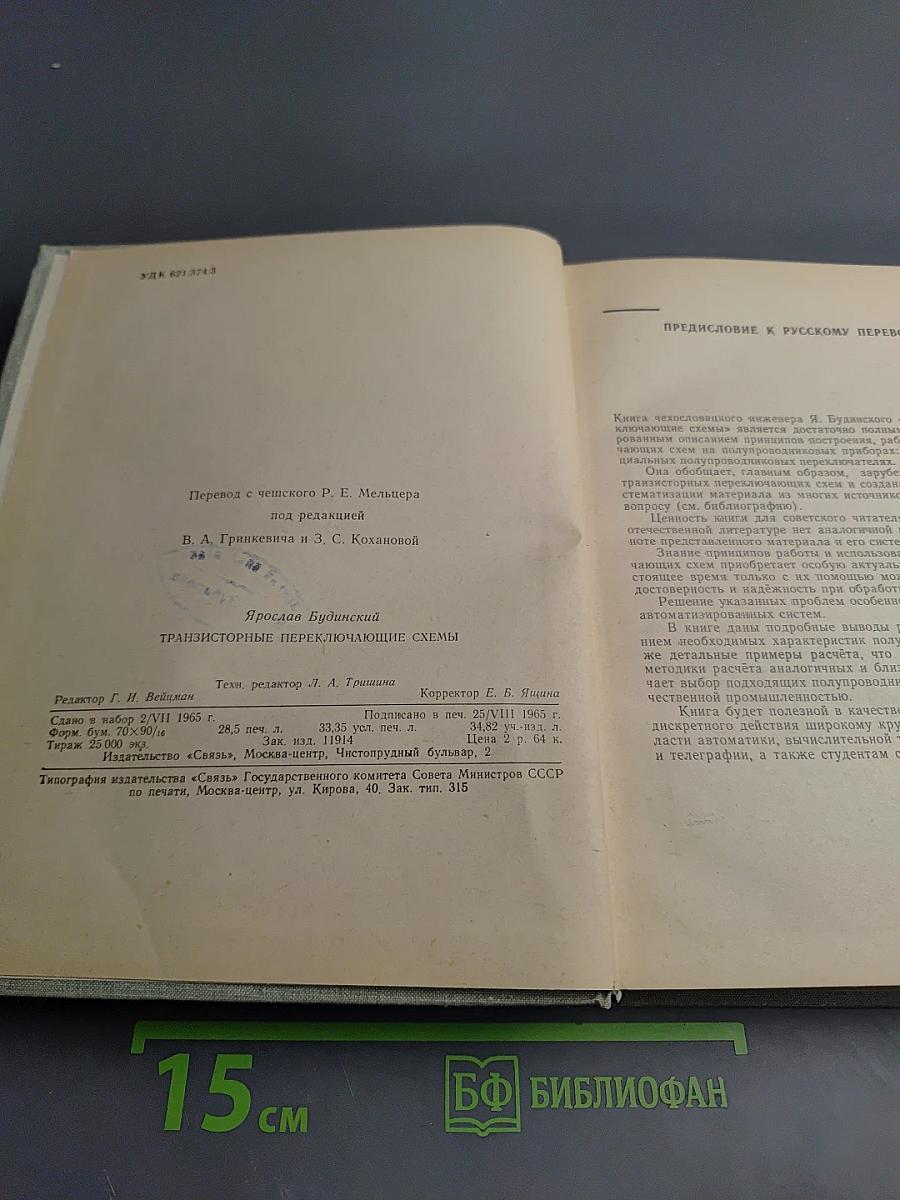 УДК 621.374.3
Перевод с чешского Р. Е. Мельцера
под редакцией
В. А. Гринкевича и З. С. Кохановой
Ярослав Будинский
ТРАНЗИСТОРНЫЕ ПЕРЕКЛЮЧАЮЩИЕ СХЕМЫ
Техн. редактор Л. А. Тришина
Редактор Г. И. Вейцман
Корректор Е. Б. Ящина
Сдано в набор 2/VII 1965 г.
Подписано в печ. 25/VIII 1965 г.
Форм. бум. 70×90/16
28,5 печ. л.
33,35 усл. печ. л.
34,82 уч.-изд. л.
Тираж 25 000 экз.
Зак. изд. 11914
Цена 2 р. 64 к.
Издательство «Связь», Москва-центр, Чистопрудный бульвар, 2
Типография издательства «Связь» Государственного комитета Совета Министров СССР
по печати, Москва-центр, ул. Кирова, 40. Зак. тип. 315
ПРЕДИСЛОВИЕ К РУССКОМУ ПЕРЕВО
Книга чехословацкого инженера Я. Будинского
ключающие схемы» является достаточно полным
рованным описанием принципов построения, раб
чающих схем на полупроводниковых приборах:
циальных полупроводниковых переключателях.
Она обобщает, главным образом, зарубе
транзисторных переключающих схем и создан
стематизации материала из многих источник
вопросу (см. библиографию).
Ценность книги для советского читателя
отечественной литературе нет аналогичной
ноте представленного материала и его систе
Знание принципов работы и использова
чающих схем приобретает особую актуаль
стоящее время только с их помощью мож
достоверность и надёжность при обработ
Решение указанных проблем особенн
автоматизированных систем.
В книге даны подробные выводы р
нием необходимых характеристик полу
же детальные примеры расчёта, что
методики расчёта аналогичных и близ
чает выбор подходящих полупроводни
чественной промышленностью.
Книга будет полезной в качестве
дискретного действия широкому кру
ласти автоматики, вычислительной т
и телеграфии, а также студентам с
15 см
БФ БИБЛИОФАН